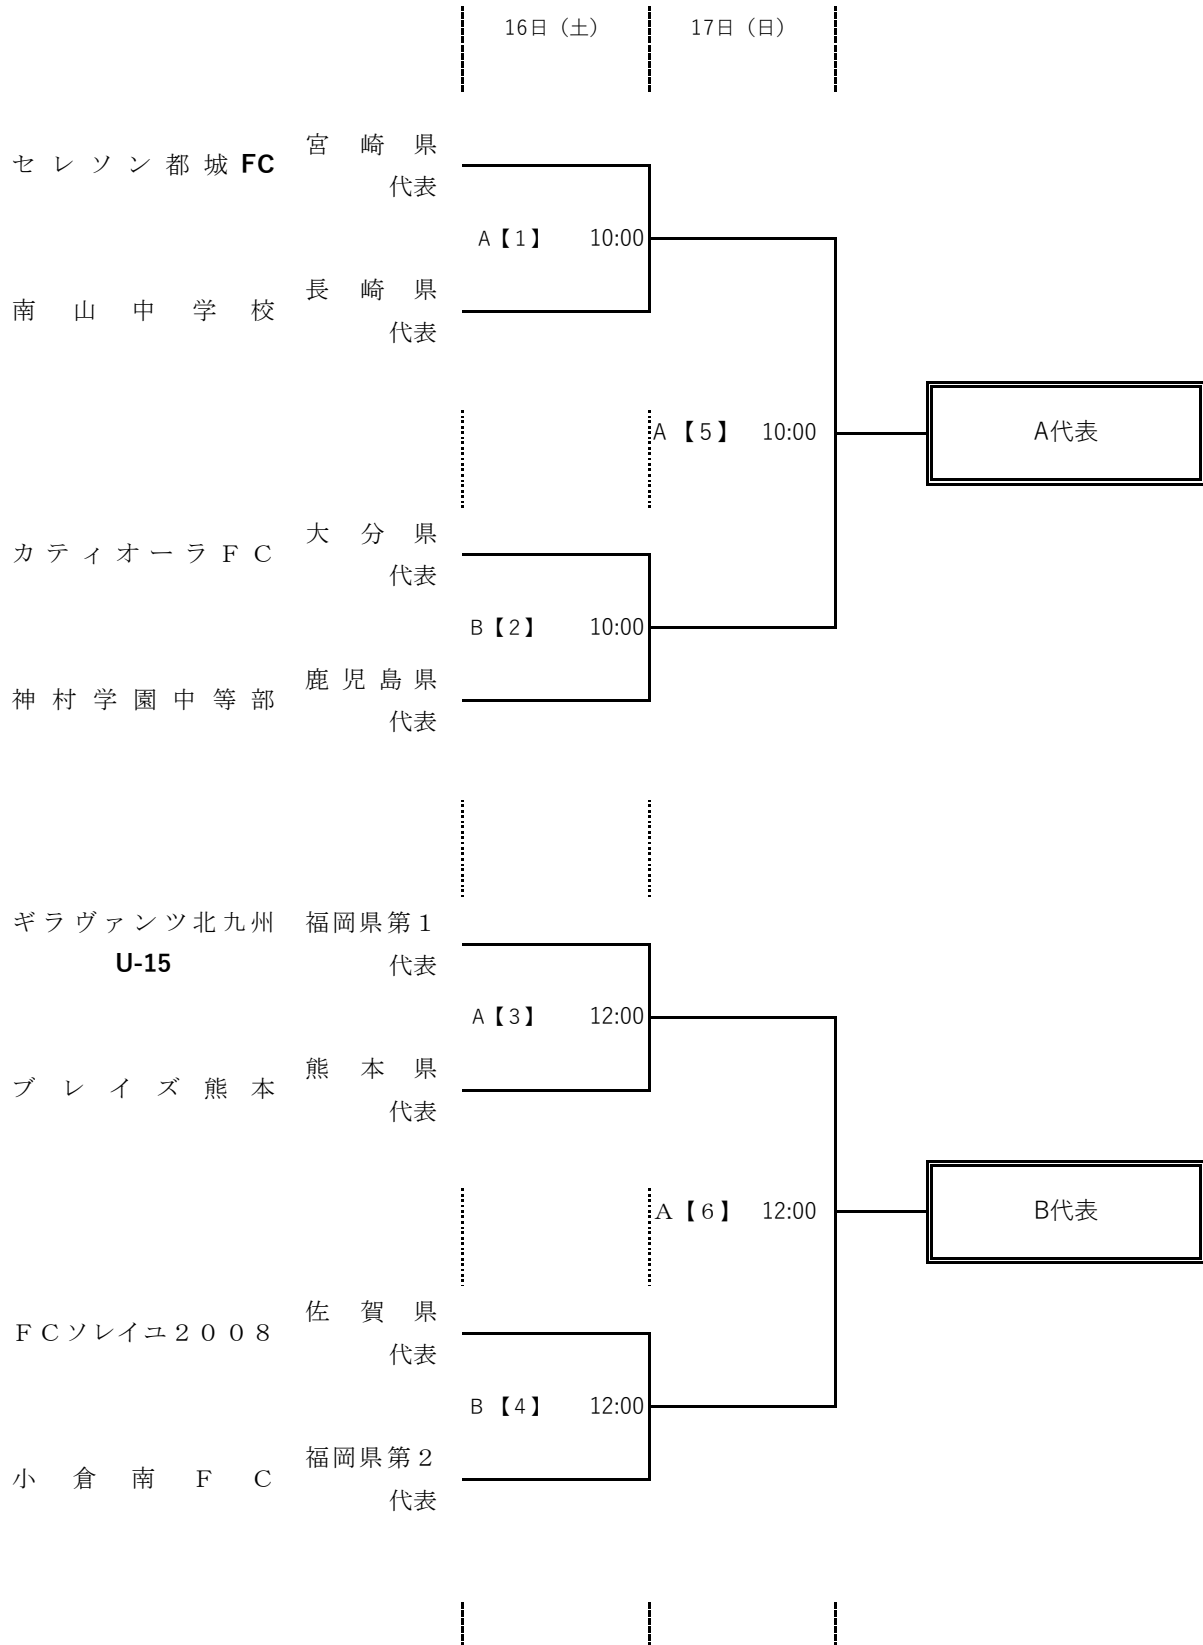 16日（土） 17日（日）
セレソン都城FC 宮崎県
代表
A【1】 10:00
南山中学校 長崎県
代表
A【5】 10:00 A代表
カティオーラＦＣ 大分県
代表
B【2】 10:00
神村学園中等部 鹿児島県
代表
ギラヴァンツ北九州 福岡県第１
U-15 代表
A【3】 12:00
ブレイズ熊本 熊本県
代表
Ａ【6】 12:00 B代表
ＦＣソレイユ２００８ 佐賀県
代表
B【4】 12:00
小倉南ＦＣ 福岡県第２
代表